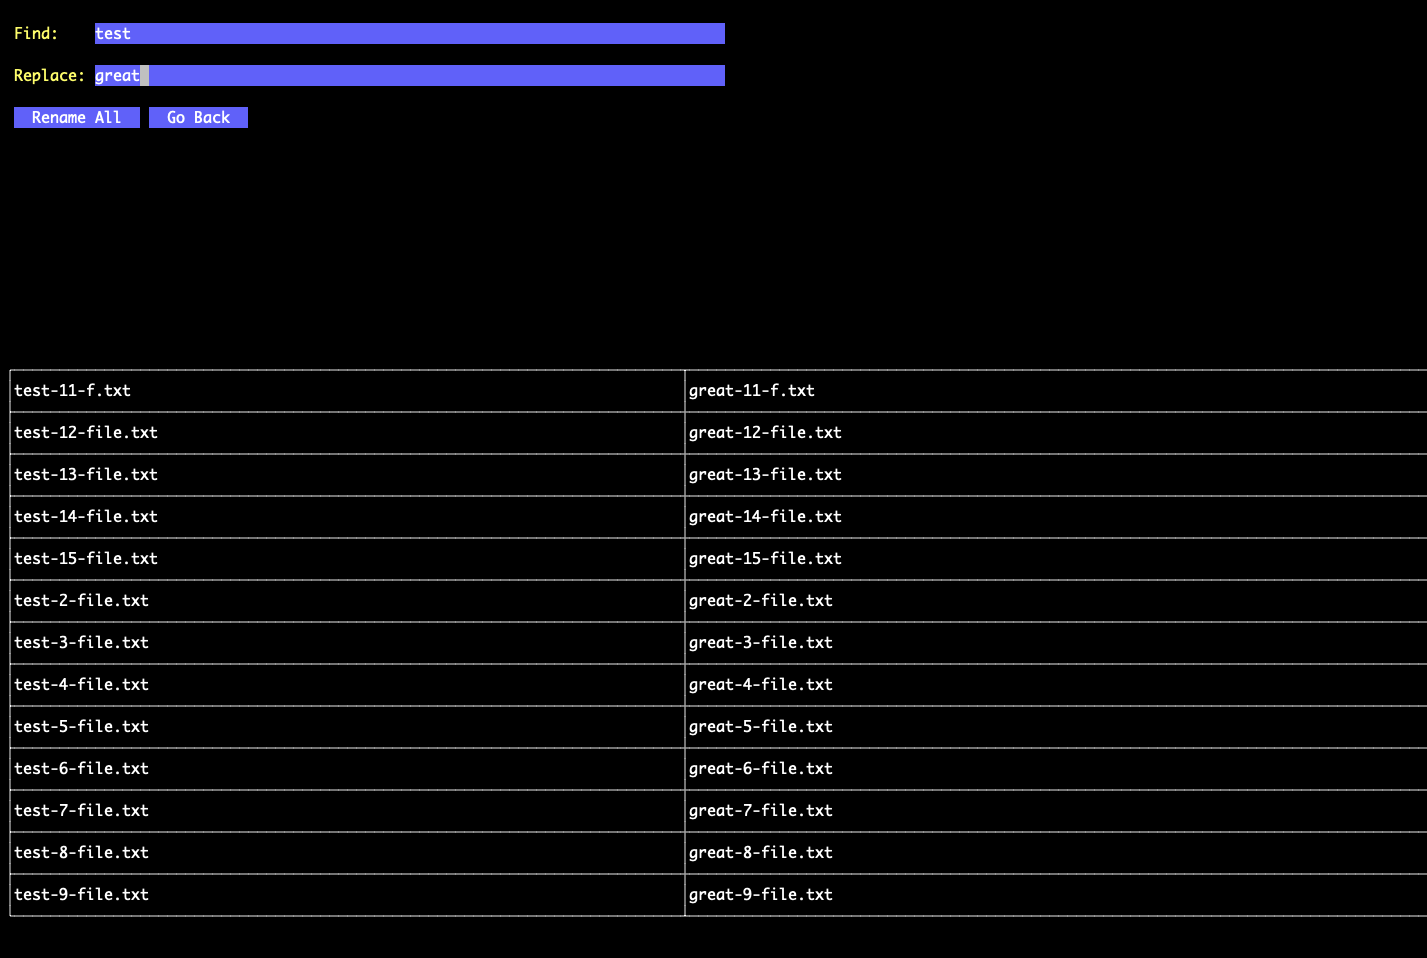 Find: test
Replace: great
Rename All Go Back
test-11-f.txt great-11-f.txt
test-12-file.txt great-12-file.txt
test-13-file.txt great-13-file.txt
test-14-file.txt great-14-file.txt
test-15-file.txt great-15-file.txt
test-2-file.txt great-2-file.txt
test-3-file.txt great-3-file.txt
test-4-file.txt great-4-file.txt
test-5-file.txt great-5-file.txt
test-6-file.txt great-6-file.txt
test-7-file.txt great-7-file.txt
test-8-file.txt great-8-file.txt
test-9-file.txt great-9-file.txt